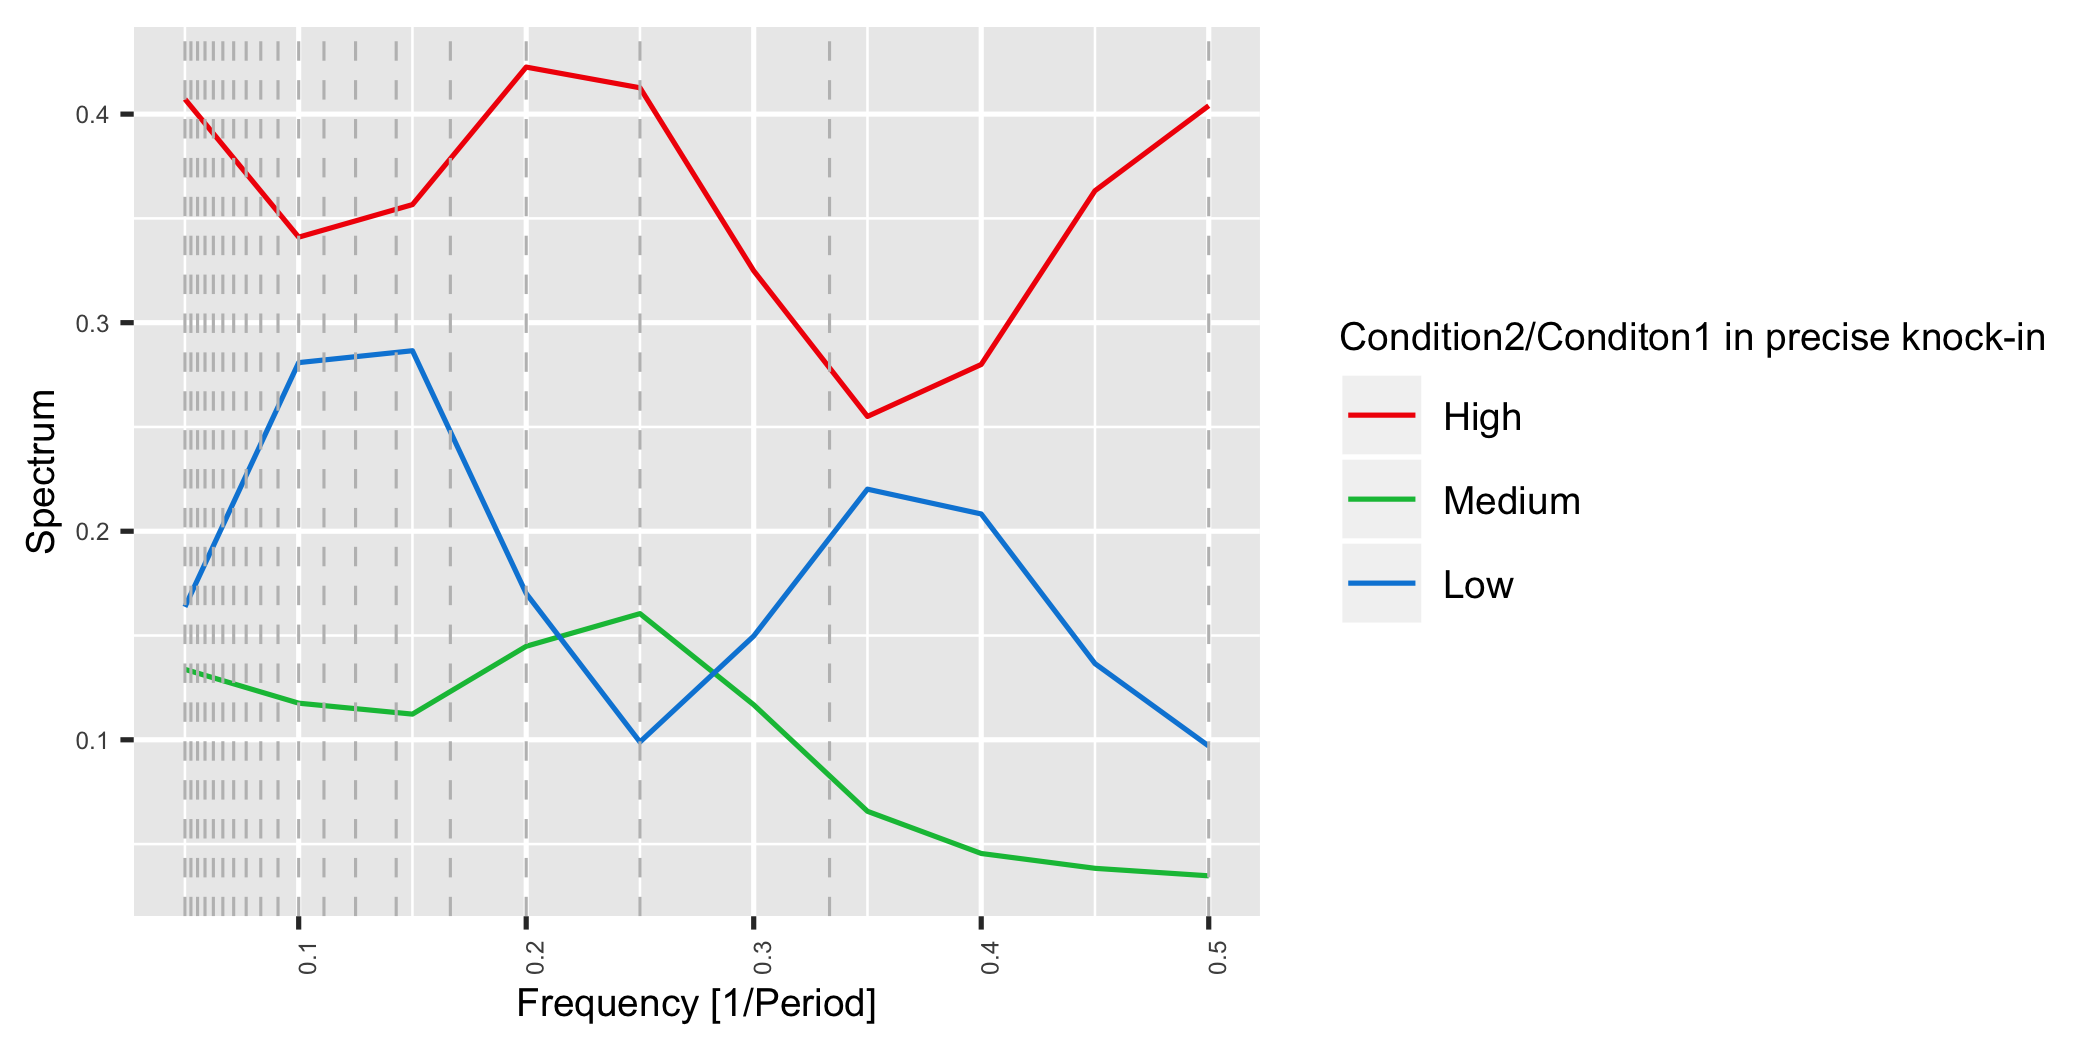 0.4
0.3
0.2
0.1
Spectrum
0.1
0.2
0.3
0.4
0.5
Frequency [1/Period]
Condition2/Conditon1 in precise knock-in
High
Medium
Low